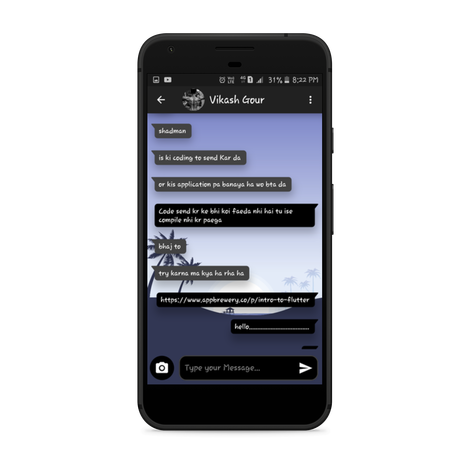 31% 8:22 PM
Vikash Gour
shadman
is ki coding to send Kar da
or kis application pa banaya ha wo bta da
Code send kr ke bhi koi faeda nhi hai tu ise
compile nhi kr paega
bhaj to
try karna ma kya ha rha ha
https://www.appbrewery.co/p/intro-to-flutter
hello..............................
Type your Message...